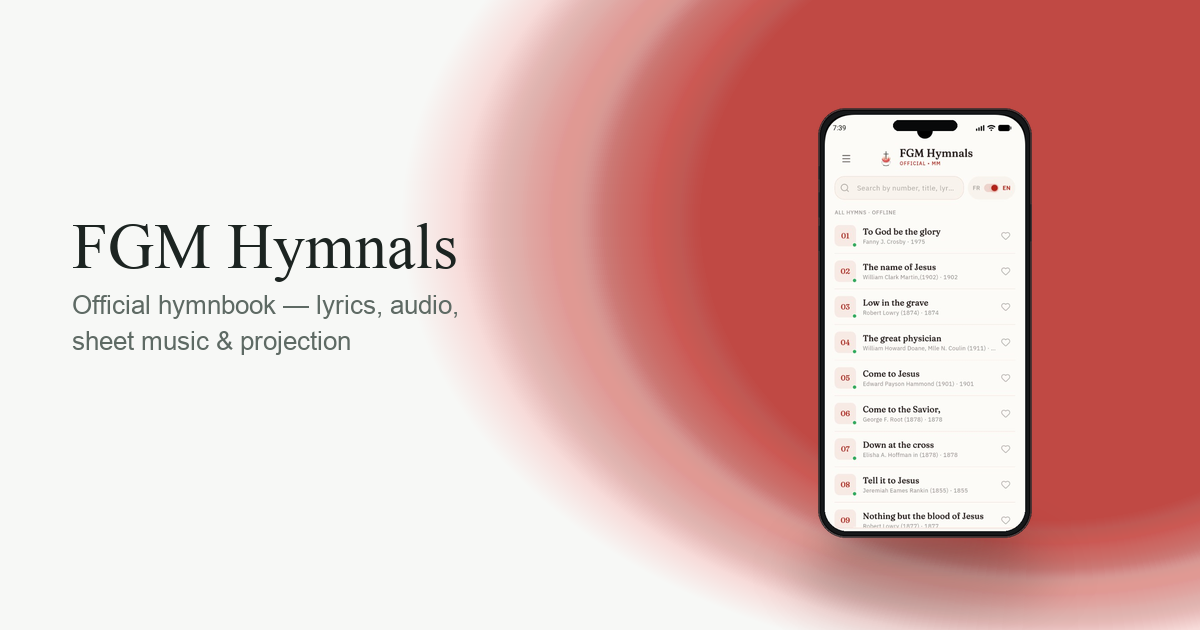 FGM Hymnals
Official hymnbook — lyrics, audio,
sheet music & projection
7:39
FGM Hymnals
OFFICIAL • MM
Search by number, title, lyr...
FR EN
ALL HYMNS · OFFLINE
01 To God be the glory
Fanny J. Crosby · 1975
02 The name of Jesus
William Clark Martin,(1902) · 1902
03 Low in the grave
Robert Lowry (1874) · 1874
04 The great physician
William Howard Doane, Mlle N. Coulin (1911) · ...
05 Come to Jesus
Edward Payson Hammond (1901) · 1901
06 Come to the Savior,
George F. Root (1878) · 1878
07 Down at the cross
Elisha A. Hoffman in (1878) · 1878
08 Tell it to Jesus
Jeremiah Eames Rankin (1855) · 1855
09 Nothing but the blood of Jesus
Robert Lowry (1877) · 1877